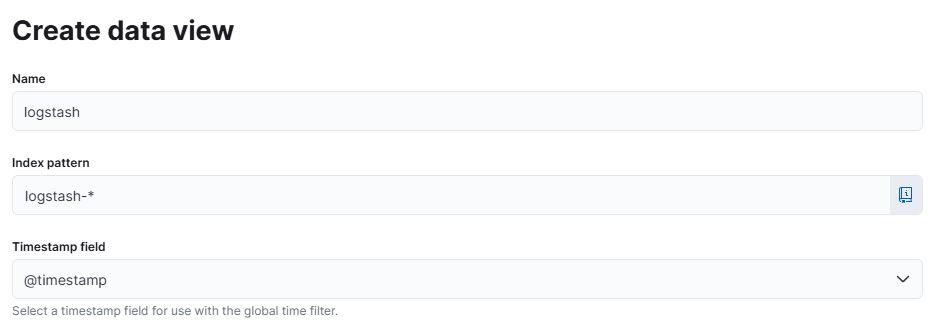 Create data view
Name
logstash
Index pattern
logstash-*
Timestamp field
@timestamp
Select a timestamp field for use with the global time filter.